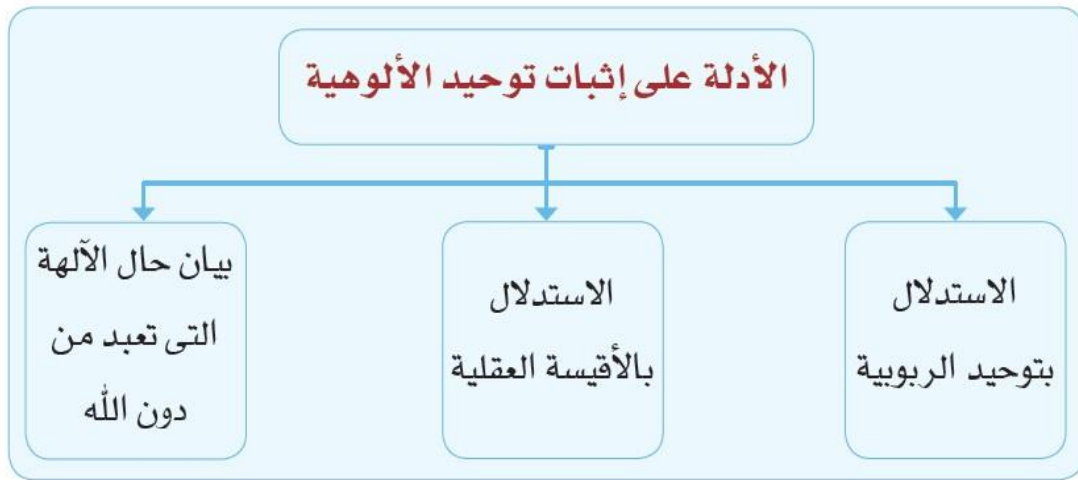 الأدلة على إثبات توحيد الألوهية
الاستدلال
بتوحيد الربوبية
الاستدلال
بالأقيسة العقلية
بيان حال الآلهة
التى تعبد من
دون الله